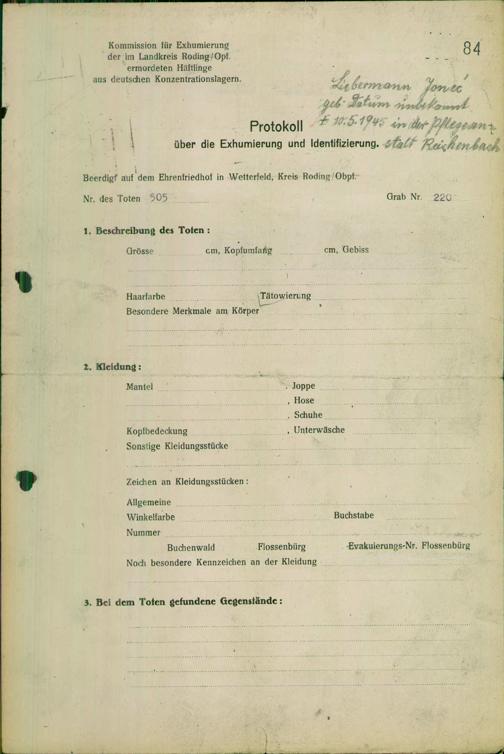 84
Kommission für Exhumierung
der im Landkreis Roding/Opf.
ermordeten Häftlinge
aus deutschen Konzentrationslagern.
Liebermann Jonec
geb. Datum unbekannt
† 10.5.1945 in der Pflegean-
stalt Reichenbach
Protokoll
über die Exhumierung und Identifizierung.
Beerdigt auf dem Ehrenfriedhof in Wetterfeld, Kreis Roding/Obpf.
Nr. des Toten 505 Grab Nr. 220
1. Beschreibung des Toten:
Grösse cm, Kopfumfang cm, Gebiss
Haarfarbe Tätowierung
Besondere Merkmale am Körper
2. Kleidung:
Mantel , Joppe
, Hose
, Schuhe
Kopfbedeckung , Unterwäsche
Sonstige Kleidungsstücke
Zeichen an Kleidungsstücken:
Allgemeine
Winkelfarbe Buchstabe
Nummer
Buchenwald Flossenbürg Evakuierungs-Nr. Flossenbürg
Noch besondere Kennzeichen an der Kleidung
3. Bei dem Toten gefundene Gegenstände: